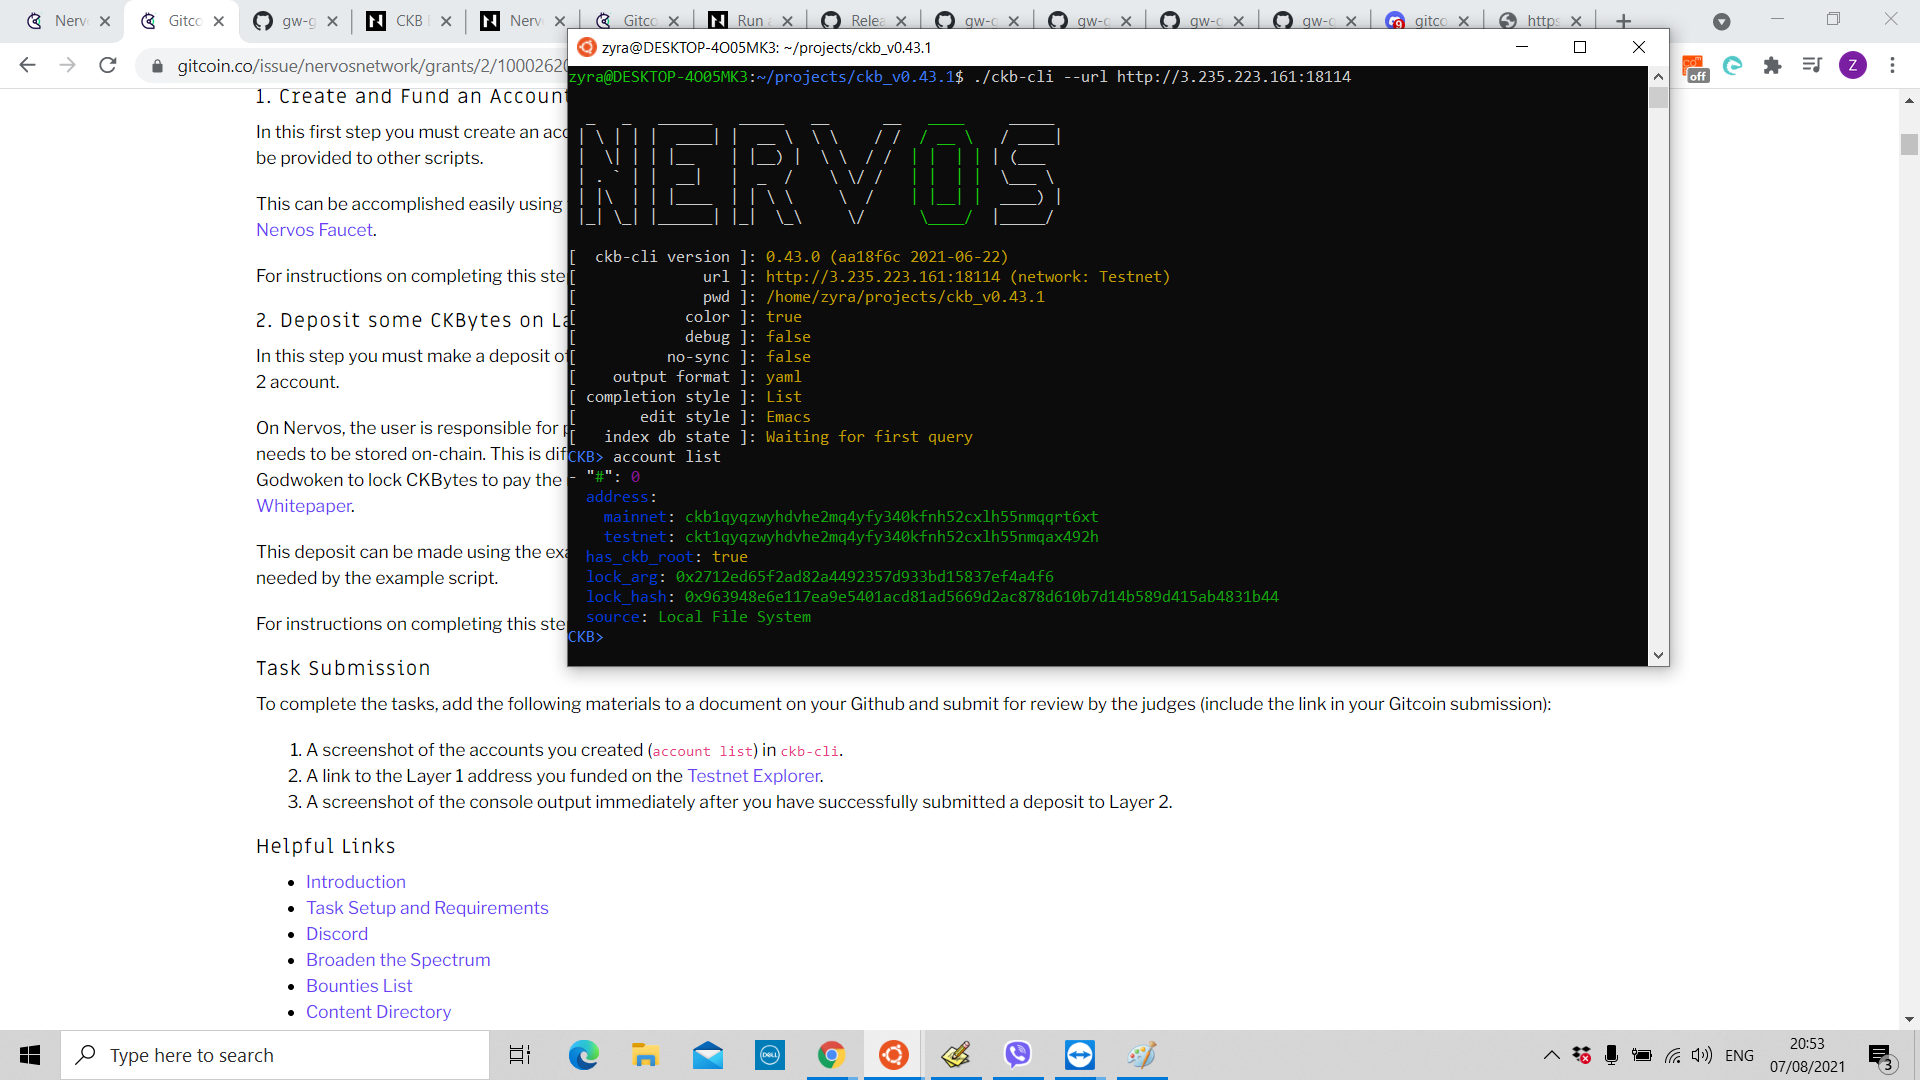 Nerv
Gitco
gw-g
CKB
Nerv
Gitco
Run a
Relea
gw-g
gw-g
gw-g
gw-g
gitco
https
gitcoin.co/issue/nervosnetwork/grants/2/10002620
off
Z
zyra@DESKTOP-4O05MK3: ~/projects/ckb_v0.43.1
zyra@DESKTOP-4O05MK3:~/projects/ckb_v0.43.1$ ./ckb-cli --url http://3.235.223.161:18114
NERVOS
[ ckb-cli version ]: 0.43.0 (aa18f6c 2021-06-22)
[ url ]: http://3.235.223.161:18114 (network: Testnet)
[ pwd ]: /home/zyra/projects/ckb_v0.43.1
[ color ]: true
[ debug ]: false
[ no-sync ]: false
[ output format ]: yaml
[ completion style ]: List
[ edit style ]: Emacs
[ index db state ]: Waiting for first query
CKB> account list
- "#": 0
address:
mainnet: ckb1qyqzwyhdvhe2mq4yfy340kfnh52cxlh55nmqqrt6xt
testnet: ckt1qyqzwyhdvhe2mq4yfy340kfnh52cxlh55nmqax492h
has_ckb_root: true
lock_arg: 0x2712ed65f2ad82a4492357d933bd15837ef4a4f6
lock_hash: 0x963948e6e117ea9e5401acd81ad5669d2ac878d610b7d14b589d415ab4831b44
source: Local File System
CKB>
1. Create and Fund an Account
In this first step you must create an acc
be provided to other scripts.
This can be accomplished easily using
Nervos Faucet.
For instructions on completing this ste
2. Deposit some CKBytes on La
In this step you must make a deposit of
2 account.
On Nervos, the user is responsible for p
needs to be stored on-chain. This is dif
Godwoken to lock CKBytes to pay the
Whitepaper.
This deposit can be made using the exa
needed by the example script.
For instructions on completing this ste
Task Submission
To complete the tasks, add the following materials to a document on your Github and submit for review by the judges (include the link in your Gitcoin submission):
1. A screenshot of the accounts you created (account list) in ckb-cli.
2. A link to the Layer 1 address you funded on the Testnet Explorer.
3. A screenshot of the console output immediately after you have successfully submitted a deposit to Layer 2.
Helpful Links
• Introduction
• Task Setup and Requirements
• Discord
• Broaden the Spectrum
• Bounties List
• Content Directory
Type here to search
DELL
ENG
20:53
07/08/2021
3